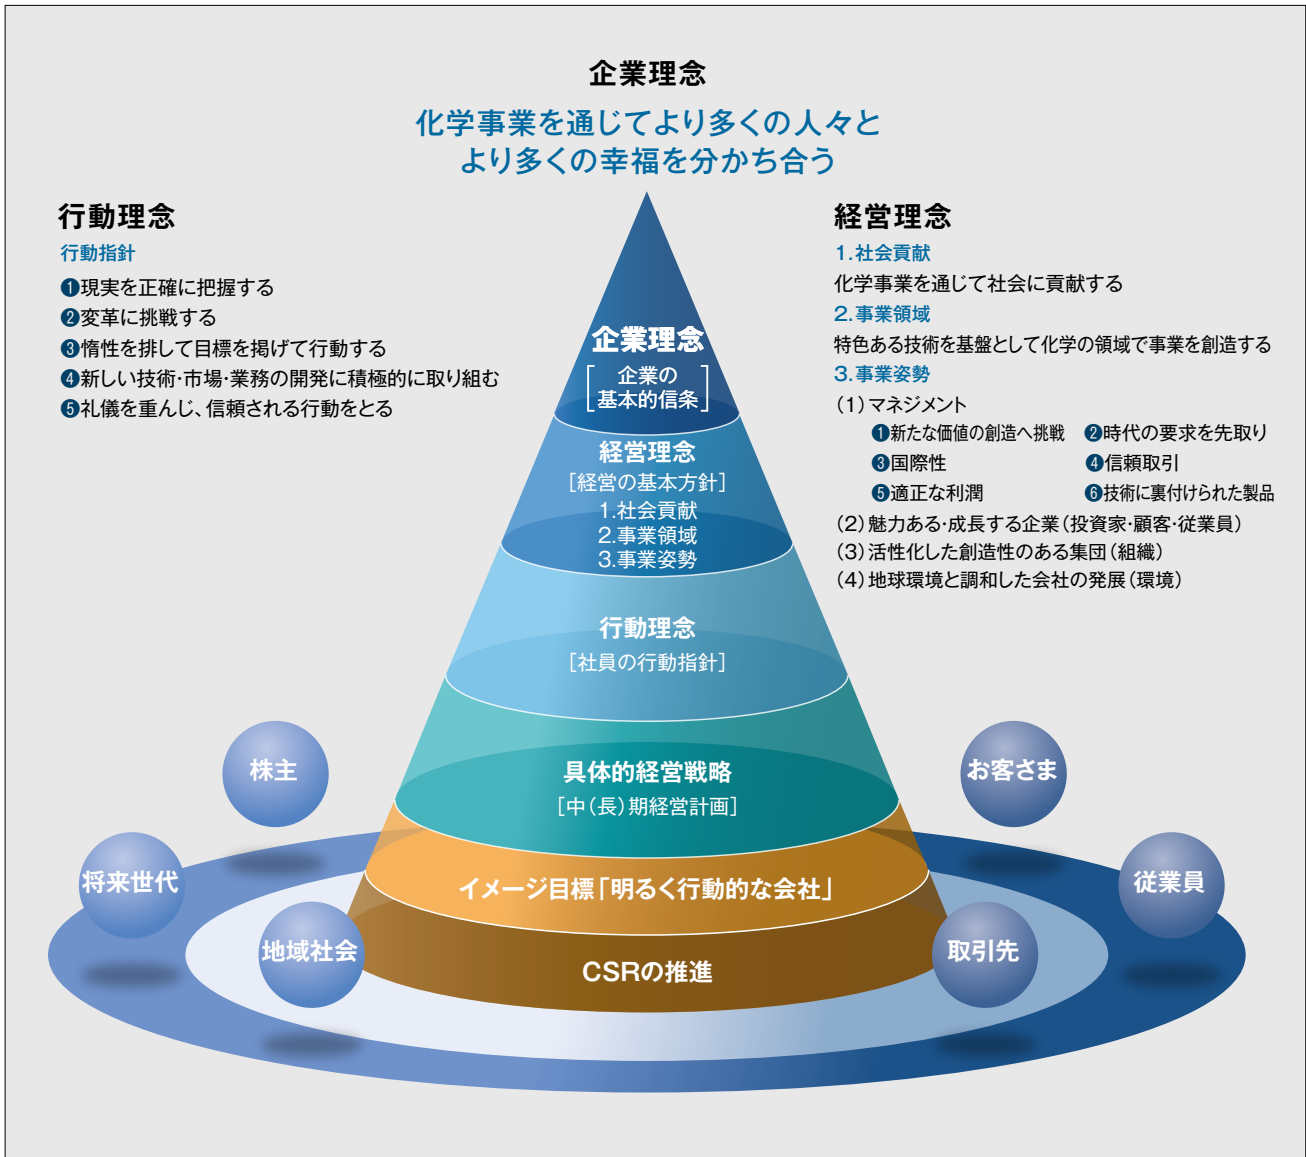 企業理念
化学事業を通じてより多くの人々と
より多くの幸福を分かち合う
行動理念
行動指針
❶現実を正確に把握する
❷変革に挑戦する
❸惰性を排して目標を掲げて行動する
❹新しい技術・市場・業務の開発に積極的に取り組む
❺礼儀を重んじ、信頼される行動をとる
経営理念
1.社会貢献
化学事業を通じて社会に貢献する
2.事業領域
特色ある技術を基盤として化学の領域で事業を創造する
3.事業姿勢
（1）マネジメント
❶新たな価値の創造へ挑戦 ❷時代の要求を先取り
❸国際性 ❹信頼取引
❺適正な利潤 ❻技術に裏付けられた製品
（2）魅力ある・成長する企業（投資家・顧客・従業員）
（3）活性化した創造性のある集団（組織）
（4）地球環境と調和した会社の発展（環境）
企業理念
［企業の
基本的信条］
経営理念
［経営の基本方針］
1.社会貢献
2.事業領域
3.事業姿勢
行動理念
［社員の行動指針］
具体的経営戦略
［中（長）期経営計画］
イメージ目標「明るく行動的な会社」
CSRの推進
株主
将来世代
地域社会
お客さま
従業員
取引先